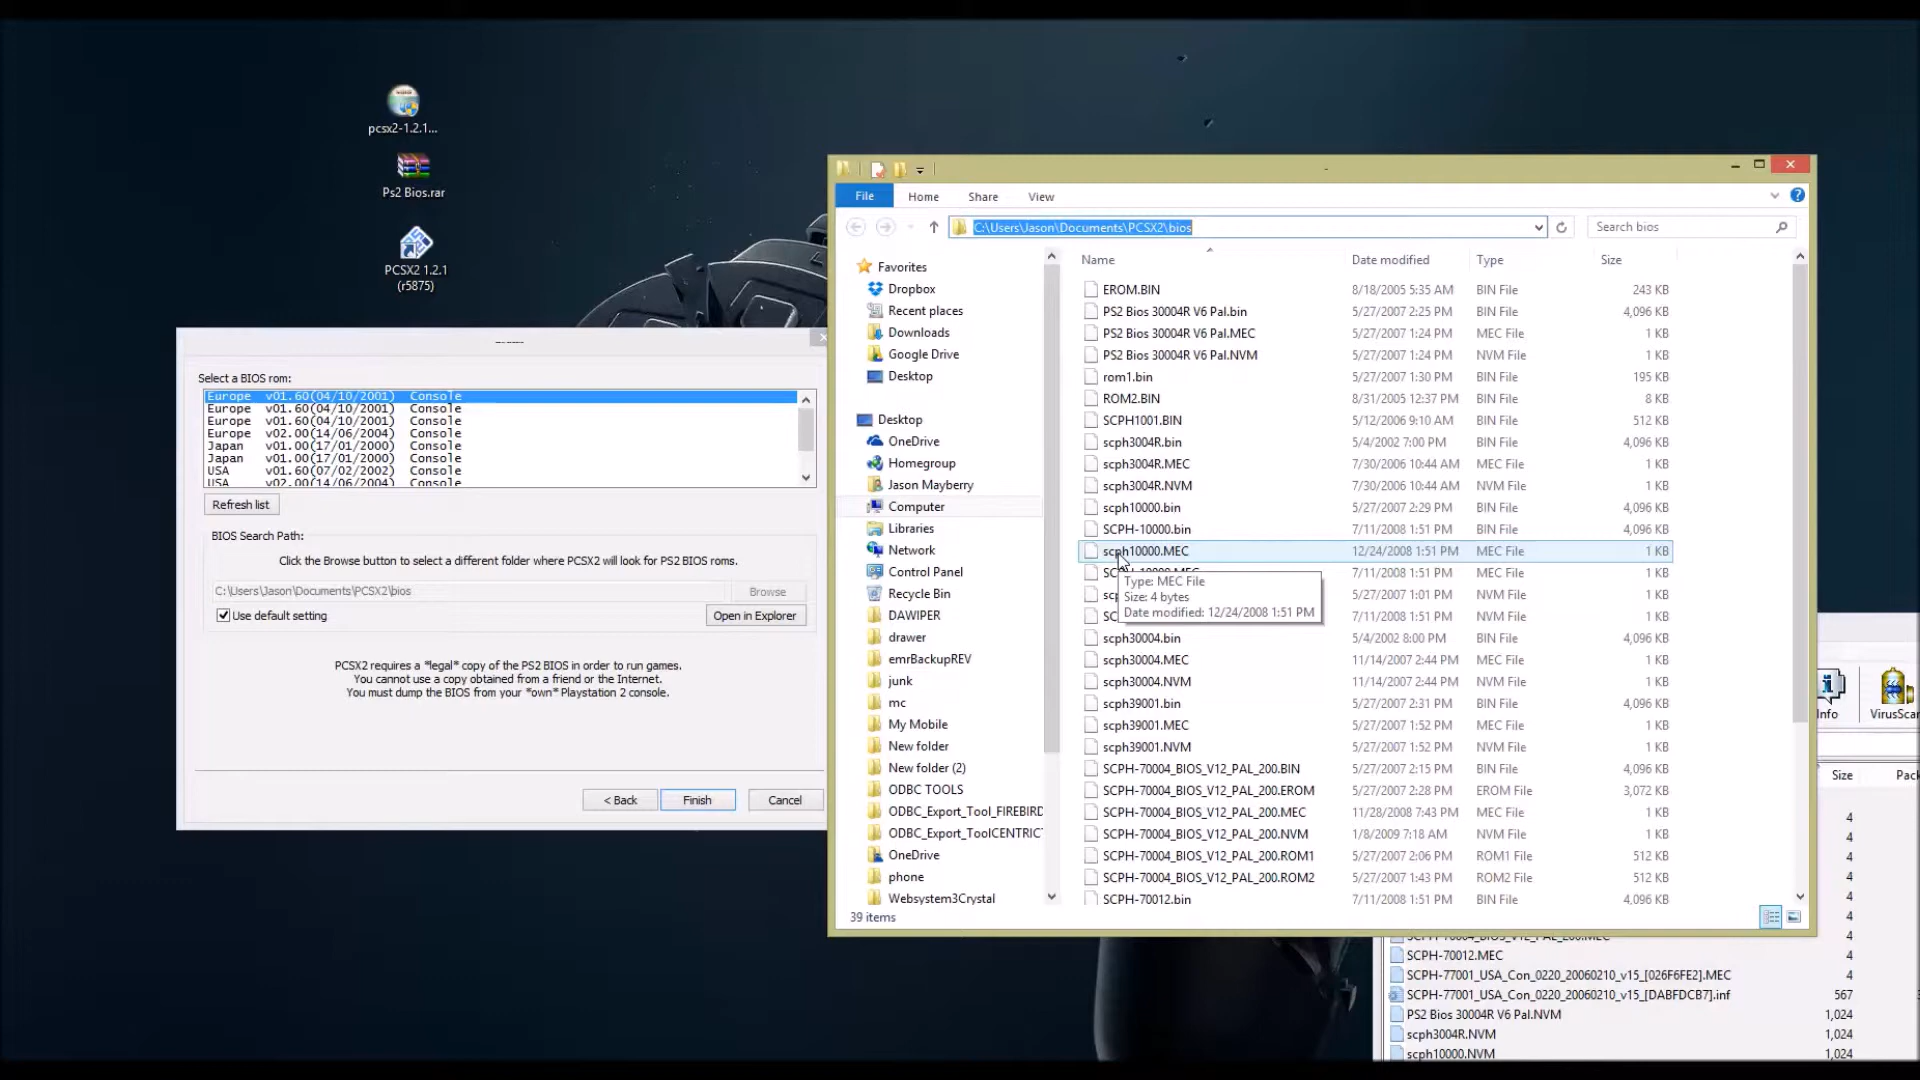 pcsx2-1.2.1...
Ps2 Bios.rar
PCSX2 1.2.1
(r5875)
Select a BIOS rom:
Europe v01.60(04/10/2001) Console
Europe v01.60(04/10/2001) Console
Europe v02.00(14/06/2004) Console
Japan v01.00(17/01/2000) Console
Japan v01.00(17/01/2000) Console
USA v01.60(07/02/2002) Console
USA v02.00(14/06/2004) Console
Refresh list
BIOS Search Path:
Click the Browse button to select a different folder where PCSX2 will look for PS2 BIOS roms.
C:\Users\Jason\Documents\PCSX2\bios
Browse
Use default setting
Open in Explorer
PCSX2 requires a *legal* copy of the PS2 BIOS in order to run games.
You cannot use a copy obtained from a friend or the Internet.
You must dump the BIOS from your *own* Playstation 2 console.
< Back
Finish
Cancel
File Home Share View
C:\Users\Jason\Documents\PCSX2\bios
Search bios
Favorites
Dropbox
Recent places
Downloads
Google Drive
Desktop
Desktop
OneDrive
Homegroup
Jason Mayberry
Computer
Libraries
Network
Control Panel
Recycle Bin
DAWIPER
drawer
emrBackupREV
junk
mc
My Mobile
New folder
New folder (2)
ODBC TOOLS
ODBC_Export_Tool_FIREBIRD
ODBC_Export_ToolCENTRIC
OneDrive
phone
Websystem3Crystal
Name Date modified Type Size
EROM.BIN 8/18/2005 5:35 AM BIN File 243 KB
PS2 Bios 30004R V6 Pal.bin 5/27/2007 2:25 PM BIN File 4,096 KB
PS2 Bios 30004R V6 Pal.MEC 5/27/2007 1:24 PM MEC File 1 KB
PS2 Bios 30004R V6 Pal.NVM 5/27/2007 1:24 PM NVM File 1 KB
rom1.bin 5/27/2007 1:30 PM BIN File 195 KB
ROM2.BIN 8/31/2005 12:37 PM BIN File 8 KB
SCPH1001.BIN 5/12/2006 9:10 AM BIN File 512 KB
scph3004R.bin 5/4/2002 7:00 PM BIN File 4,096 KB
scph3004R.MEC 7/30/2006 10:44 AM MEC File 1 KB
scph3004R.NVM 7/30/2006 10:44 AM NVM File 1 KB
scph10000.bin 5/27/2007 2:29 PM BIN File 4,096 KB
SCPH-10000.bin 7/11/2008 1:51 PM BIN File 4,096 KB
scph10000.MEC 12/24/2008 1:51 PM MEC File 1 KB
7/11/2008 1:51 PM MEC File 1 KB
5/27/2007 1:01 PM NVM File 1 KB
7/11/2008 1:51 PM NVM File 1 KB
Type: MEC File
Size: 4 bytes
Date modified: 12/24/2008 1:51 PM
scph30004.bin 5/4/2002 8:00 PM BIN File 4,096 KB
scph30004.MEC 11/14/2007 2:44 PM MEC File 1 KB
scph30004.NVM 11/14/2007 2:44 PM NVM File 1 KB
scph39001.bin 5/27/2007 2:31 PM BIN File 4,096 KB
scph39001.MEC 5/27/2007 1:52 PM MEC File 1 KB
scph39001.NVM 5/27/2007 1:52 PM NVM File 1 KB
SCPH-70004_BIOS_V12_PAL_200.BIN 5/27/2007 2:15 PM BIN File 4,096 KB
SCPH-70004_BIOS_V12_PAL_200.EROM 5/27/2007 2:28 PM EROM File 3,072 KB
SCPH-70004_BIOS_V12_PAL_200.MEC 11/28/2008 7:43 PM MEC File 1 KB
SCPH-70004_BIOS_V12_PAL_200.NVM 1/8/2009 7:18 AM NVM File 1 KB
SCPH-70004_BIOS_V12_PAL_200.ROM1 5/27/2007 2:06 PM ROM1 File 512 KB
SCPH-70004_BIOS_V12_PAL_200.ROM2 5/27/2007 1:43 PM ROM2 File 512 KB
SCPH-70012.bin 7/11/2008 1:51 PM BIN File 4,096 KB
39 items
Info VirusScan
Size Pack
4
4
4
4
4
4
SCPH-70004_BIOS_V12_PAL_200.MEC 4
SCPH-70012.MEC 4
SCPH-77001_USA_Con_0220_20060210_v15_[026F6FE2].MEC 4
SCPH-77001_USA_Con_0220_20060210_v15_[DABFDCB7].inf 567
PS2 Bios 30004R V6 Pal.NVM 1,024
scph3004R.NVM 1,024
scph10000.NVM 1,024